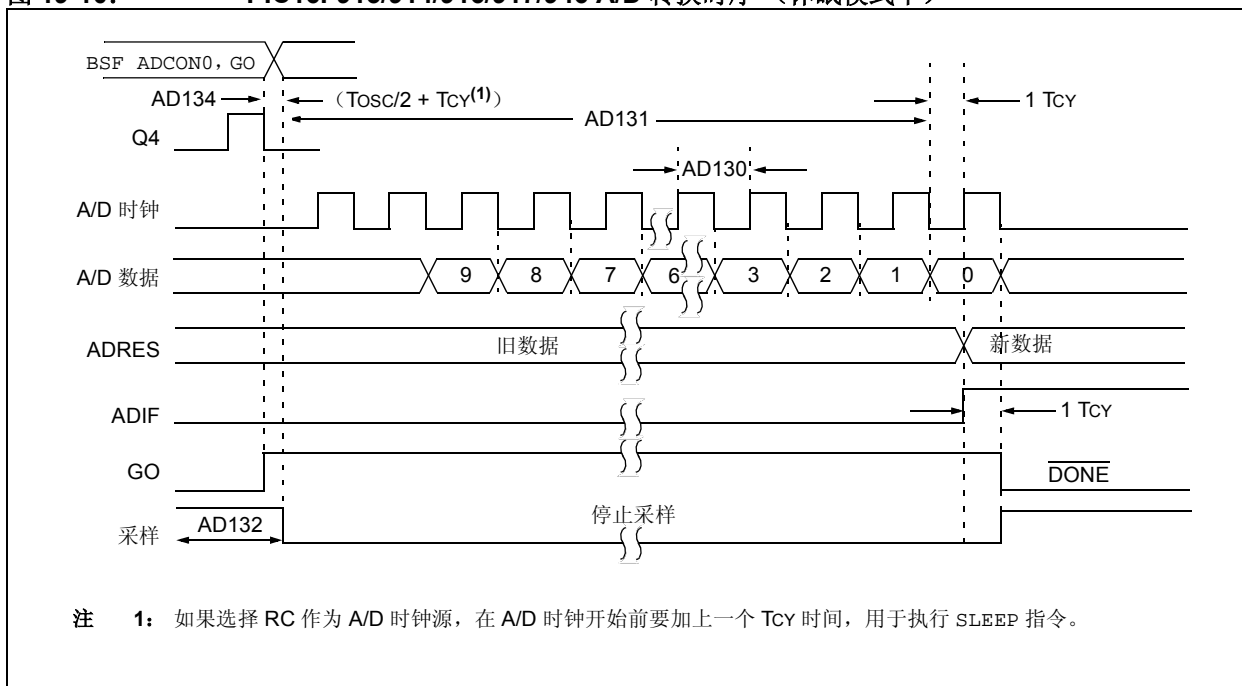 BSF ADCON0，GO
AD134
（TOSC/2 + TCY(1)）
1 TCY
AD131
Q4
AD130
A/D 时钟
A/D 数据
9 8 7 6 3 2 1 0
ADRES
旧数据
新数据
ADIF
1 TCY
GO
DONE
采样
AD132
停止采样
注 1： 如果选择 RC 作为 A/D 时钟源，在 A/D 时钟开始前要加上一个 TCY 时间，用于执行 SLEEP 指令。